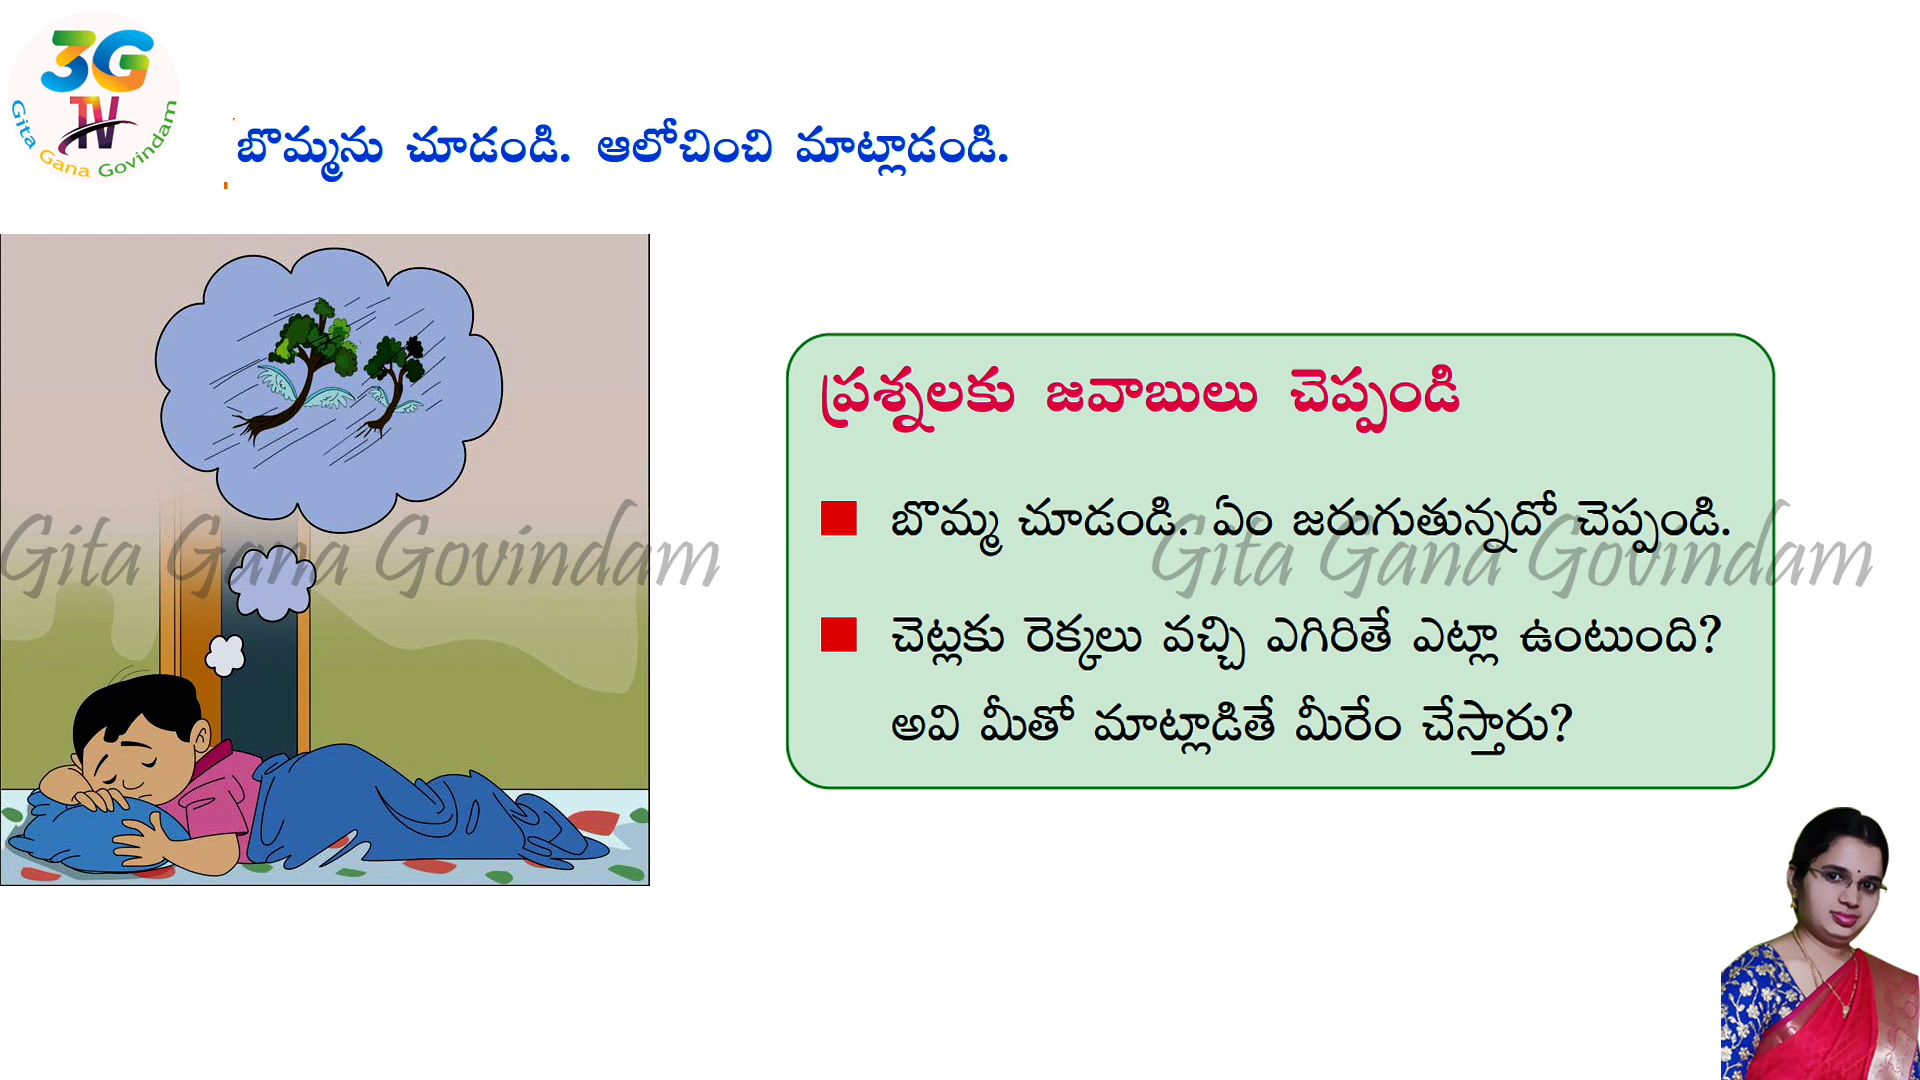 3G
TV
Gita Gana Govindam
బొమ్మను చూడండి. ఆలోచించి మాట్లాడండి.
ప్రశ్నలకు జవాబులు చెప్పండి
బొమ్మ చూడండి. ఏం జరుగుతున్నదో చెప్పండి.
Gita Gana Govindam
Gita Gana Govindam
చెట్లకు రెక్కలు వచ్చి ఎగిరితే ఎట్లా ఉంటుంది?
అవి మీతో మాట్లాడితే మీరేం చేస్తారు?